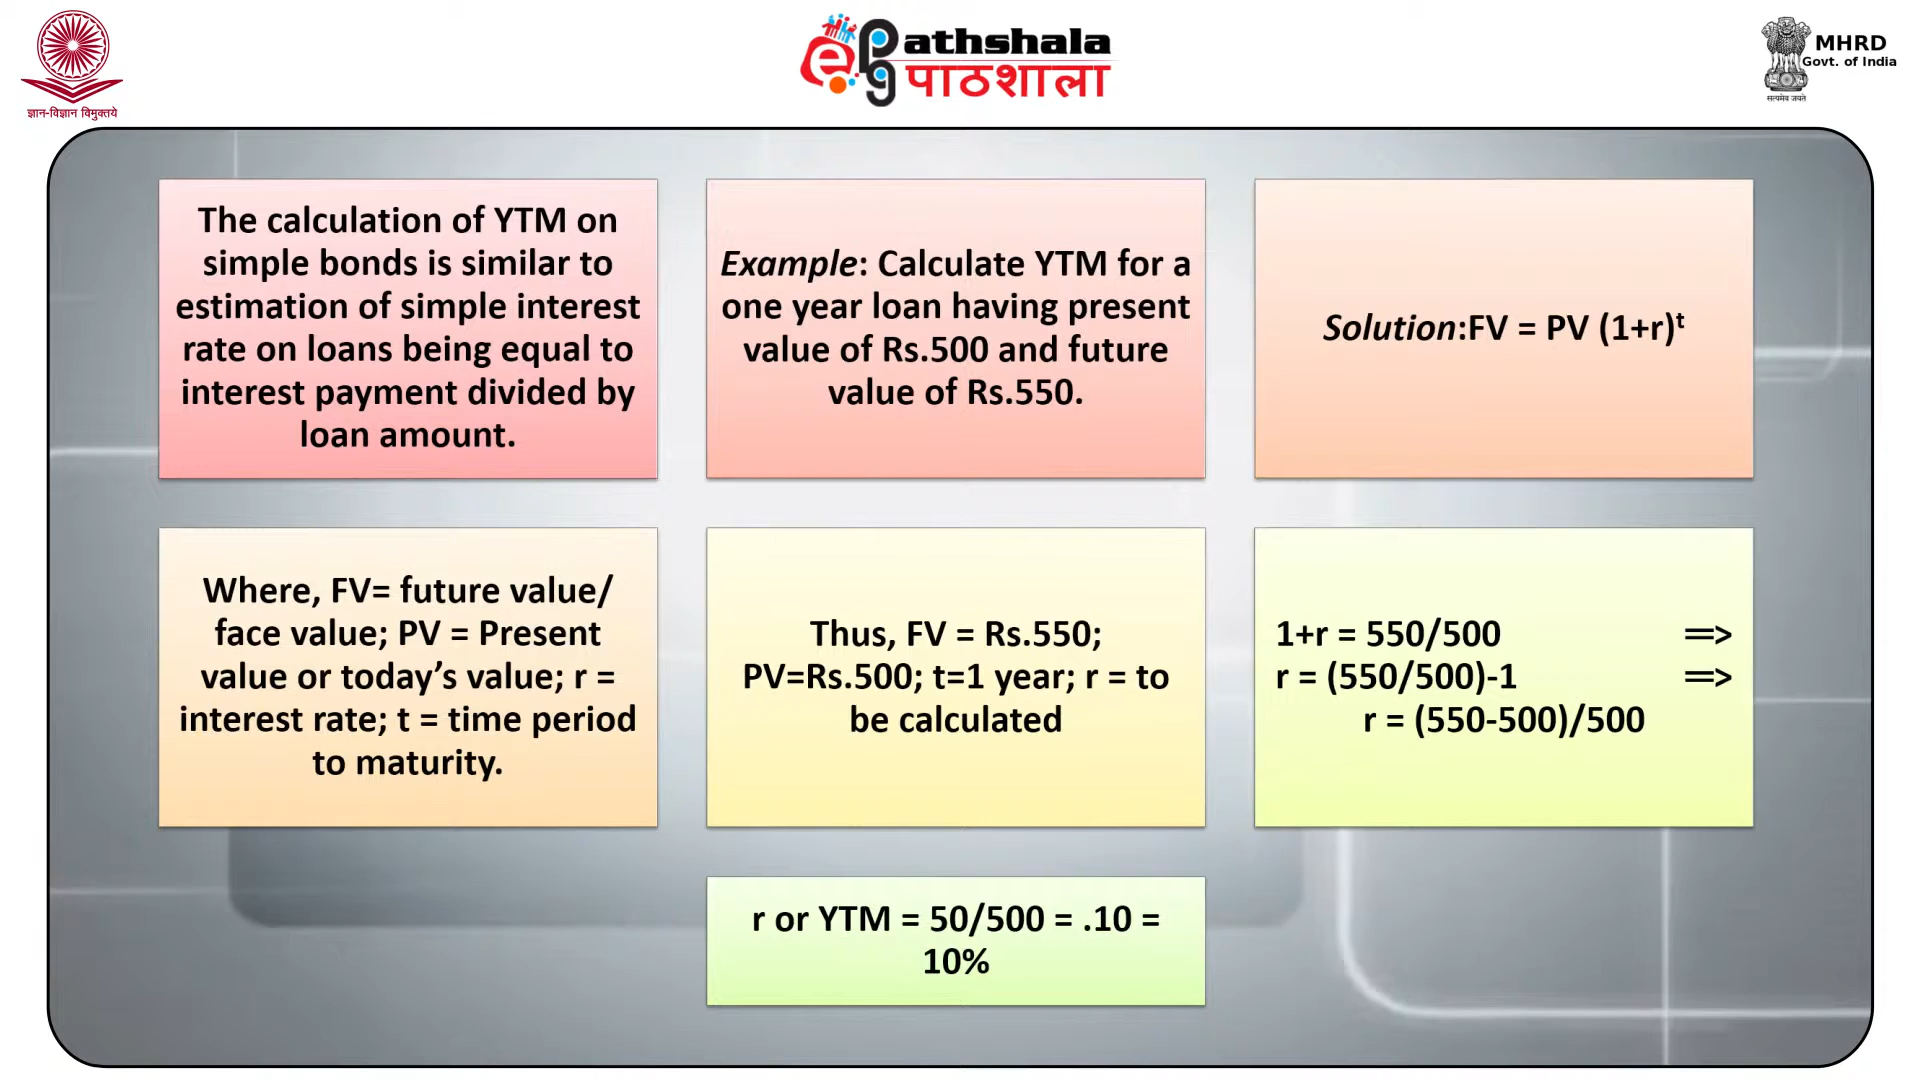 ज्ञान-विज्ञान विमुक्तये
ePGathshala
पाठशाला
MHRD
Govt. of India
सत्यमेव जयते
The calculation of YTM on
simple bonds is similar to
estimation of simple interest
rate on loans being equal to
interest payment divided by
loan amount.
Example: Calculate YTM for a
one year loan having present
value of Rs.500 and future
value of Rs.550.
Solution:FV = PV (1+r)ᵗ
Where, FV= future value/
face value; PV = Present
value or today’s value; r =
interest rate; t = time period
to maturity.
Thus, FV = Rs.550;
PV=Rs.500; t=1 year; r = to
be calculated
1+r = 550/500 ==>
r = (550/500)-1 ==>
r = (550-500)/500
r or YTM = 50/500 = .10 =
10%